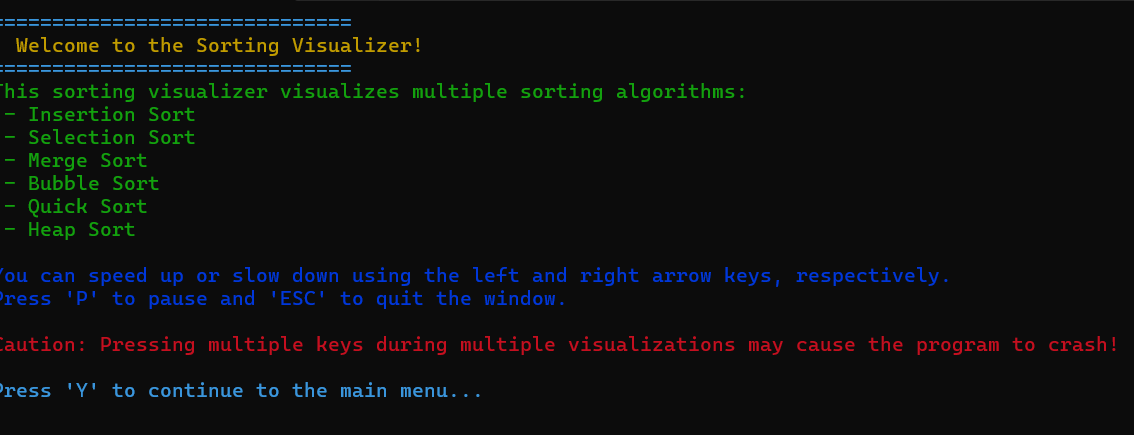 ==============================
Welcome to the Sorting Visualizer!
==============================
This sorting visualizer visualizes multiple sorting algorithms:
- Insertion Sort
- Selection Sort
- Merge Sort
- Bubble Sort
- Quick Sort
- Heap Sort
You can speed up or slow down using the left and right arrow keys, respectively.
Press 'P' to pause and 'ESC' to quit the window.
Caution: Pressing multiple keys during multiple visualizations may cause the program to crash!
Press 'Y' to continue to the main menu...